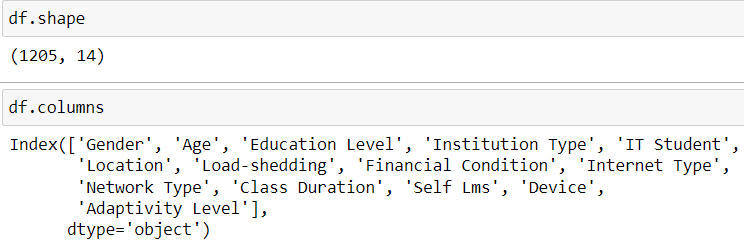 df.shape
(1205, 14)
df.columns
Index(['Gender', 'Age', 'Education Level', 'Institution Type', 'IT Student',
'Location', 'Load-shedding', 'Financial Condition', 'Internet Type',
'Network Type', 'Class Duration', 'Self Lms', 'Device',
'Adaptivity Level'],
dtype='object')